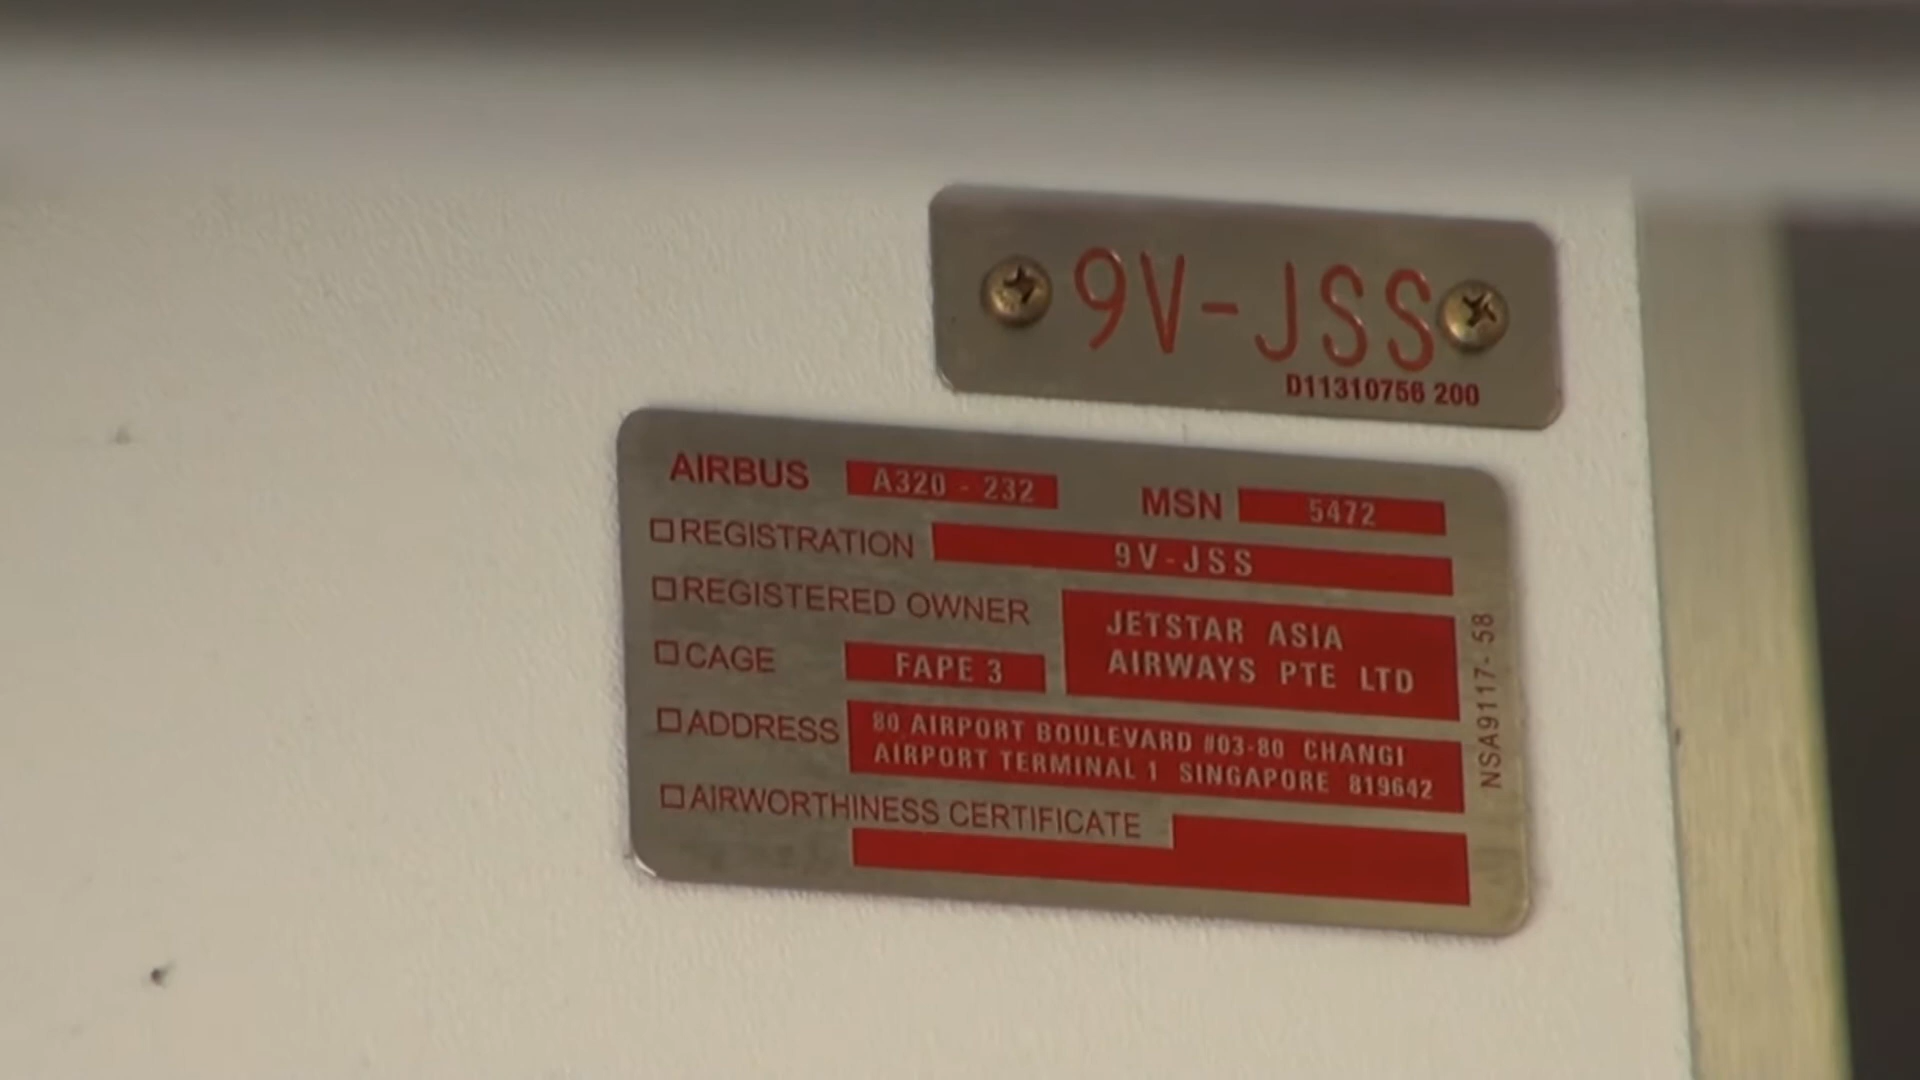 9V-JSS
D11310756 200
AIRBUS A320 - 232 MSN 5472
REGISTRATION 9V-JSS
REGISTERED OWNER JETSTAR ASIA
AIRWAYS PTE LTD
CAGE FAPE 3
ADDRESS 80 AIRPORT BOULEVARD #03-80 CHANGI
AIRPORT TERMINAL 1 SINGAPORE 819642
AIRWORTHINESS CERTIFICATE
NSA9117-58